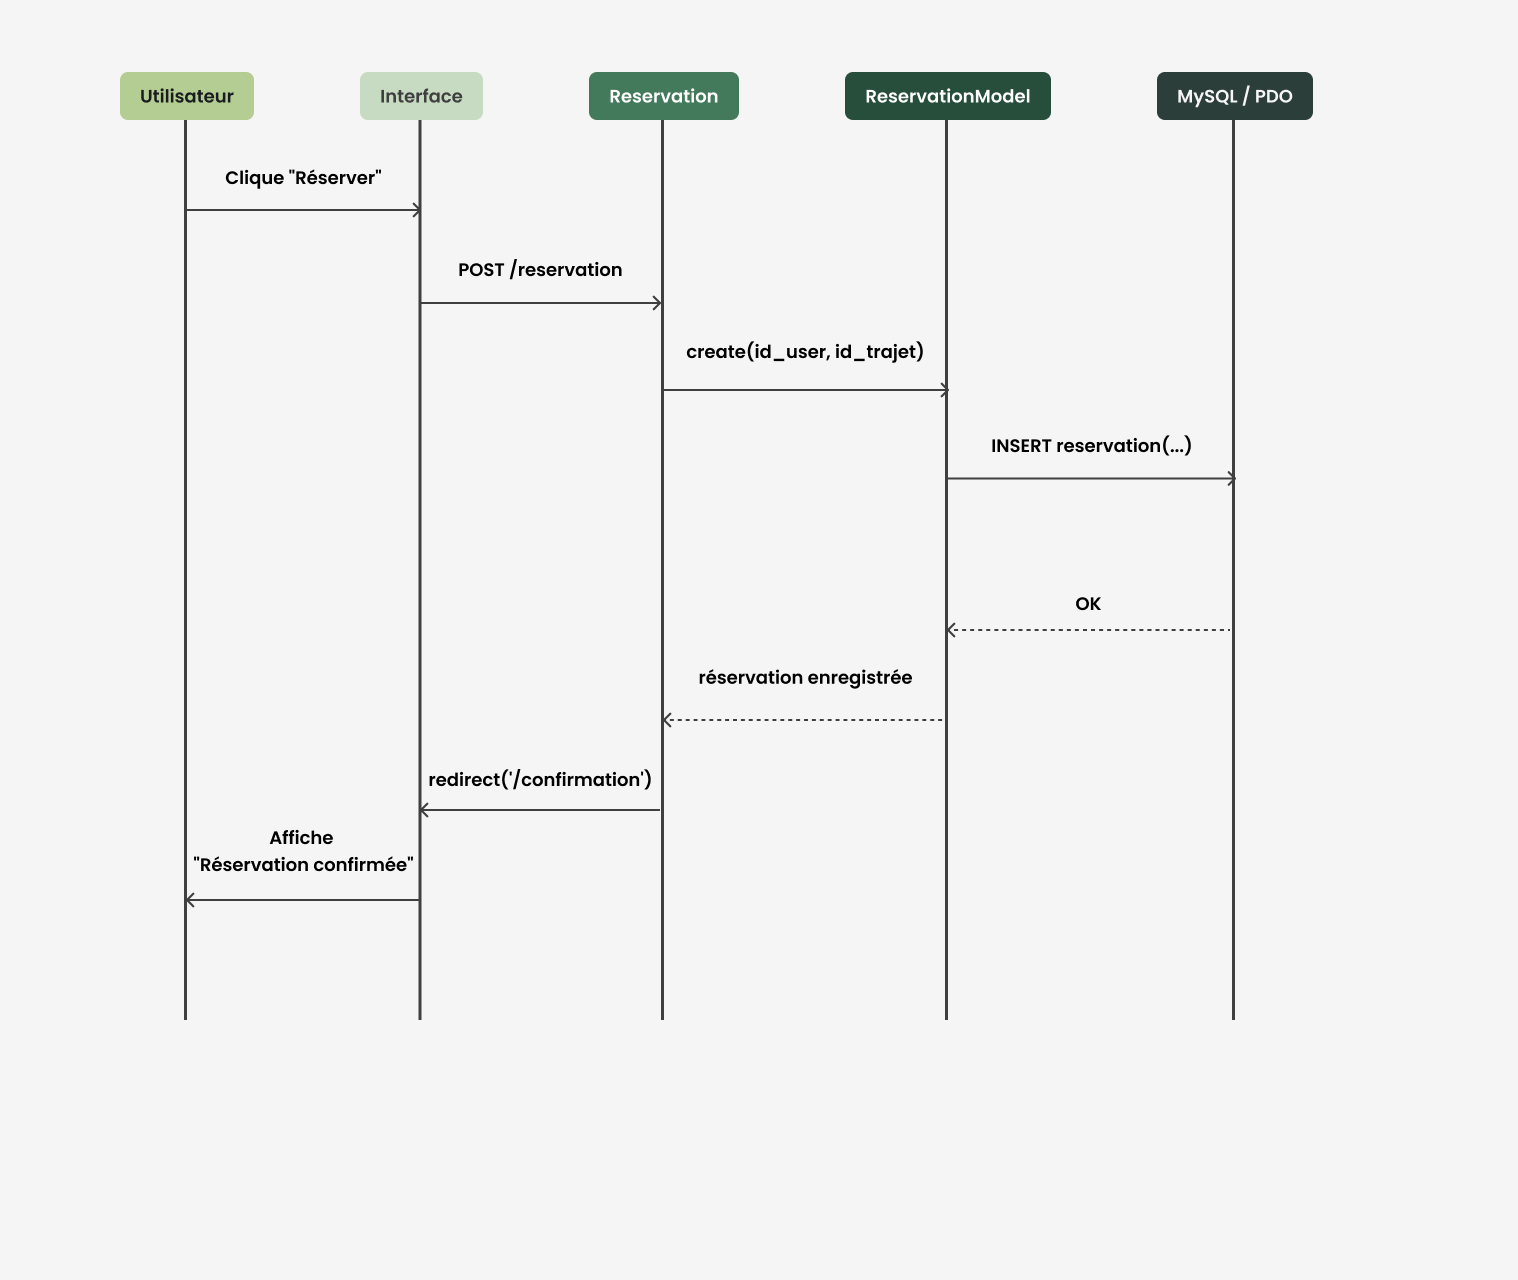 Utilisateur
Interface
Reservation
ReservationModel
MySQL / PDO
Clique "Réserver"
POST /reservation
create(id_user, id_trajet)
INSERT reservation(...)
OK
réservation enregistrée
redirect('/confirmation')
Affiche
"Réservation confirmée"